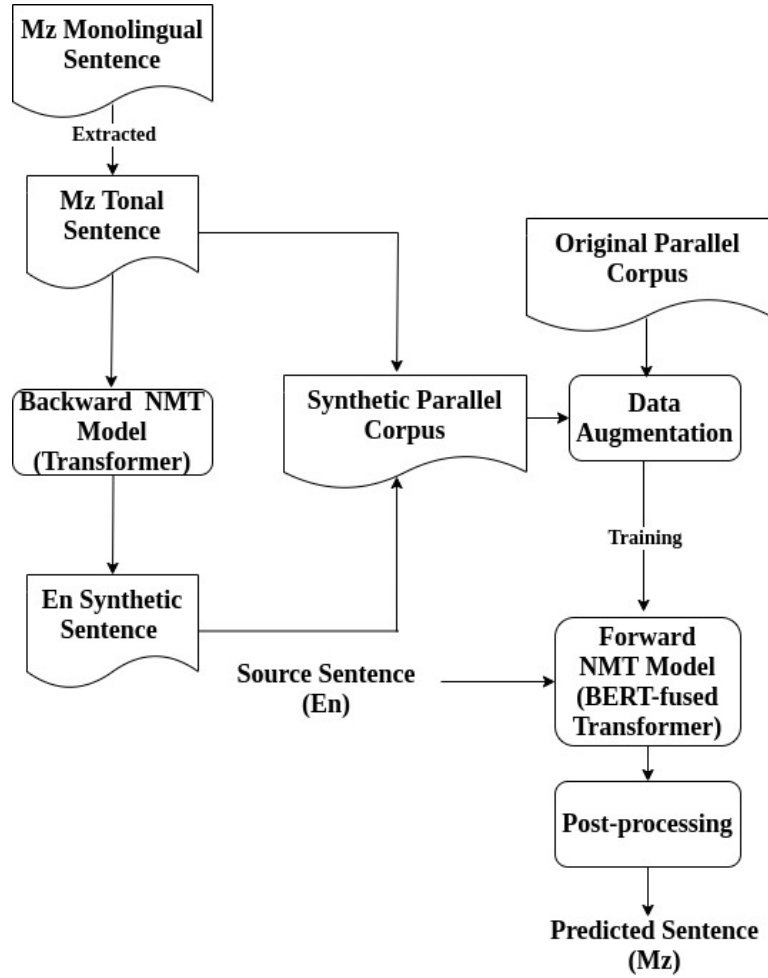 Mz Monolingual
Sentence
Extracted
Mz Tonal
Sentence
Original Parallel
Corpus
Backward NMT
Model
(Transformer)
Synthetic Parallel
Corpus
Data
Augmentation
Training
En Synthetic
Sentence
Source Sentence
(En)
Forward
NMT Model
(BERT-fused
Transformer)
Post-processing
Predicted Sentence
(Mz)